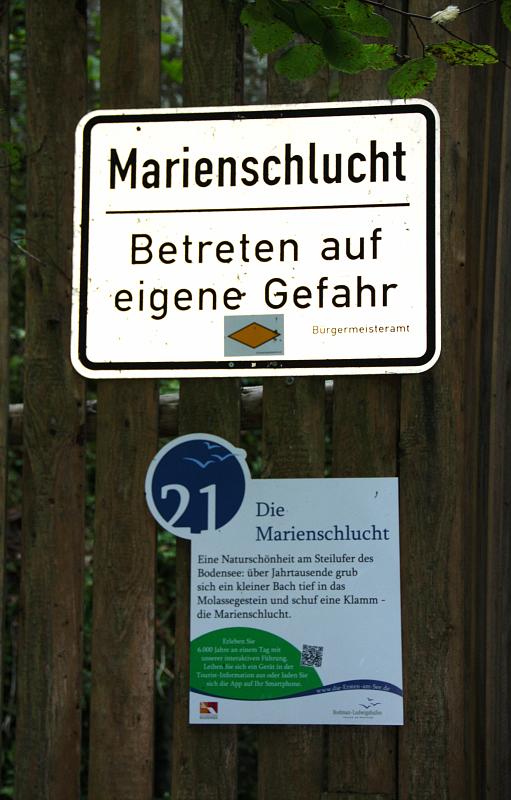 Marienschlucht
Betreten auf
eigene Gefahr
Bürgermeisteramt
21
Die
Marienschlucht
Eine Naturschönheit am Steilufer des
Bodensee: über Jahrtausende grub
sich ein kleiner Bach tief in das
Molassegestein und schuf eine Klamm -
die Marienschlucht.
Erleben Sie
6.000 Jahre an einem Tag mit
unserer interaktiven Führung.
Leihen Sie sich ein Gerät in der
Tourist-Information aus oder laden Sie
sich die App auf Ihr Smartphone.
www.die-Ersten-am-See.de
Bodman-Ludwigshafen